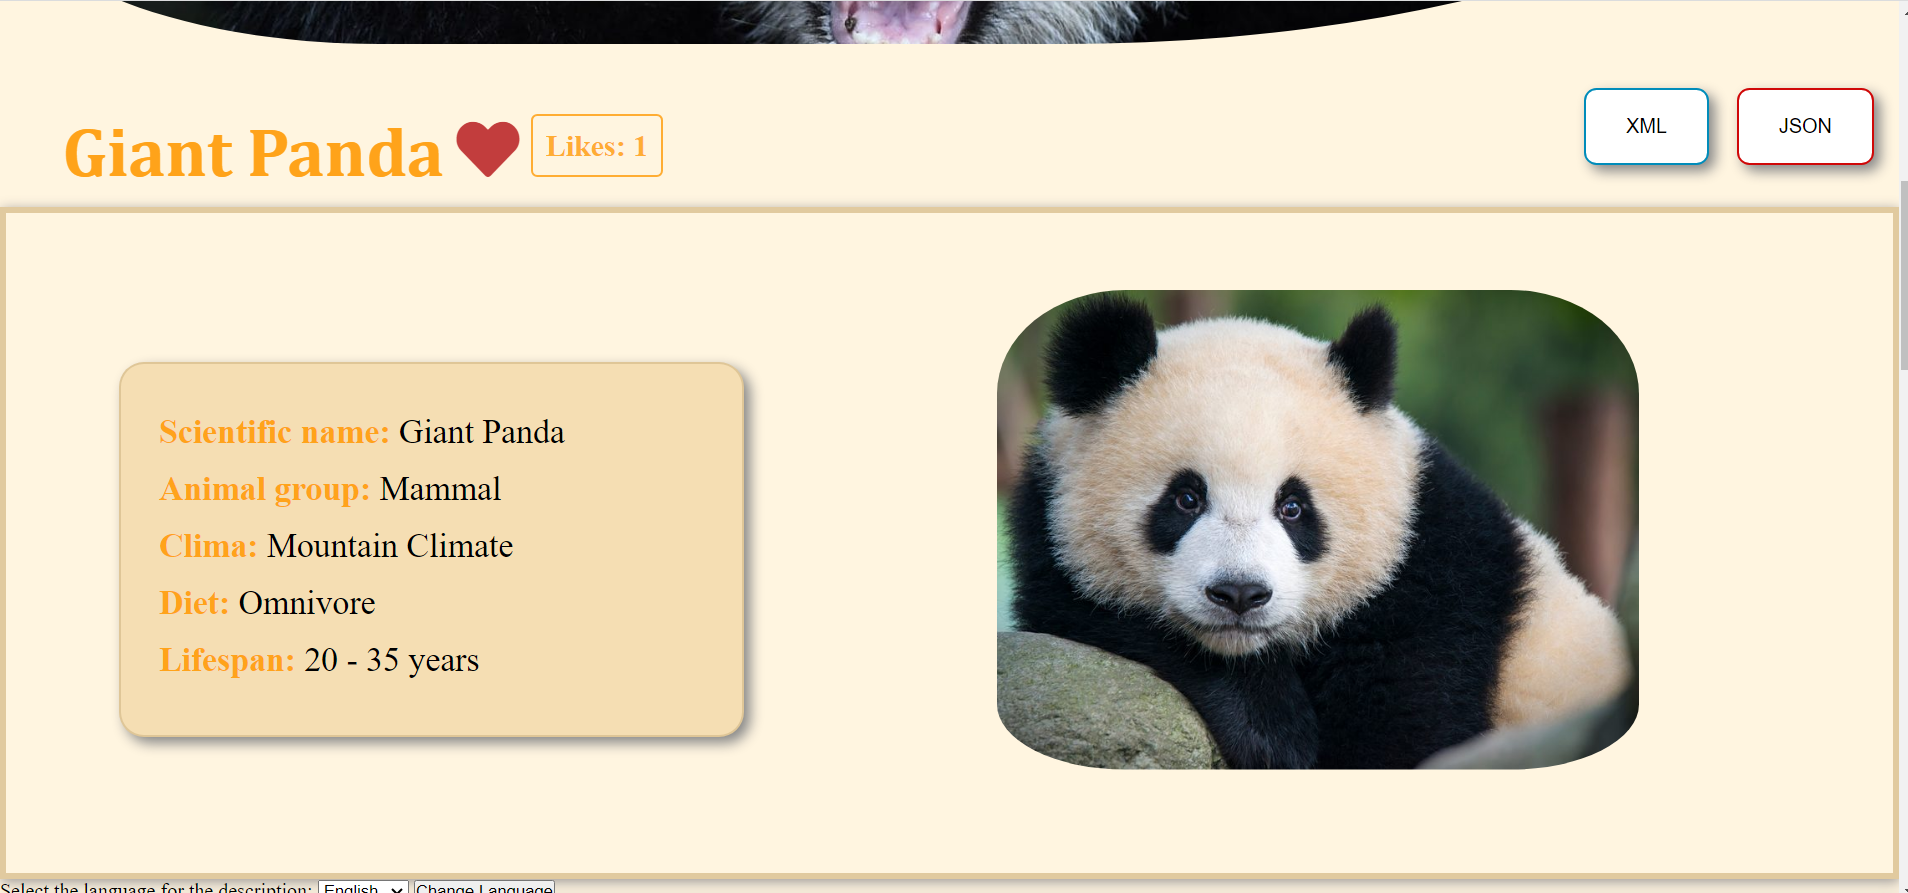 Giant Panda
Likes: 1
XML
JSON
Scientific name: Giant Panda
Animal group: Mammal
Clima: Mountain Climate
Diet: Omnivore
Lifespan: 20 - 35 years
Select the language for the description: English Change Language